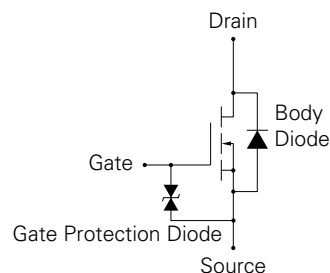 Drain
Body
Diode
Gate
Gate Protection Diode
Source